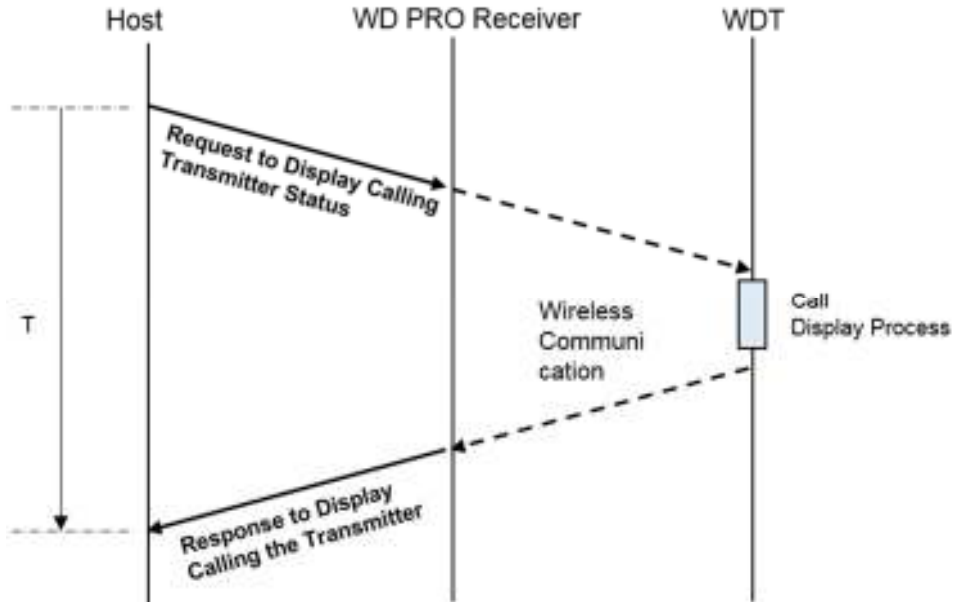 Host
WD PRO Receiver
WDT
Request to Display Calling
Transmitter Status
T
Wireless
Communi
cation
Call
Display Process
Response to Display
Calling the Transmitter